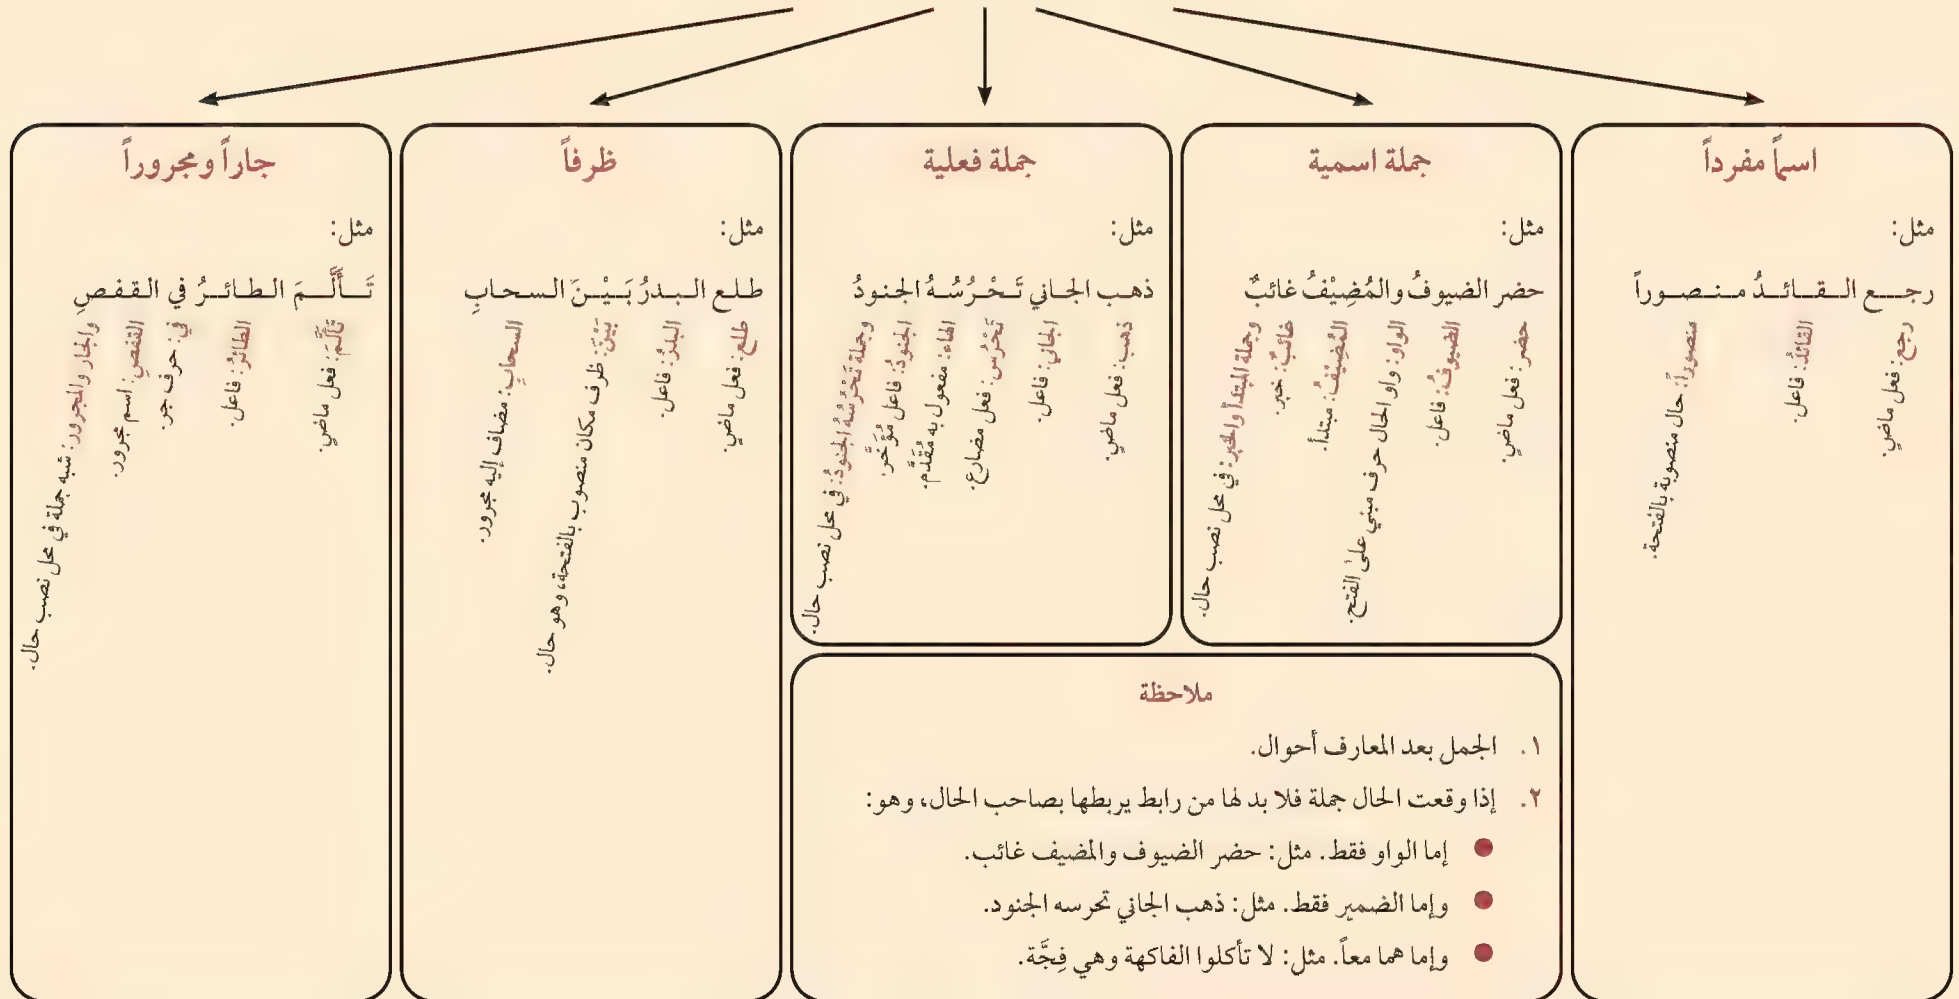 اسماً مفرداً
مثل:
رجع القائدُ منصوراً
رجع: فعل ماضٍ.
القائدُ: فاعل.
منصوراً: حال منصوبة بالفتحة.
جملة اسمية
مثل:
حضر الضيوفُ والمُضِيْفُ غائبٌ
حضر: فعل ماضٍ.
الضيوفُ: فاعل.
الواو: واو الحال حرف مبني على الفتح.
المُضِيْفُ: مبتدأ.
غائبٌ: خبر.
وجملة المبتدأ والخبر: في محل نصب حال.
جملة فعلية
مثل:
ذهب الجاني تَحْرُسُهُ الجنودُ
ذهب: فعل ماضٍ.
الجاني: فاعل.
تَحْرُس: فعل مضارع.
الهاء: مفعول به مُقَدَّم.
الجنودُ: فاعل مُؤَخَّر.
وجملة تَحْرُسُهُ الجنودُ: في محل نصب حال.
ظرفاً
مثل:
طلع البدرُ بَيْنَ السحابِ
طلع: فعل ماضٍ.
البدرُ: فاعل.
بَيْنَ: ظرف مكان منصوب بالفتحة، وهو حال.
السحابِ: مضاف إليه مجرور.
جاراً ومجروراً
مثل:
تَأَلَّمَ الطائرُ في القفصِ
تَأَلَّمَ: فعل ماضٍ.
الطائرُ: فاعل.
في: حرف جر.
القفصِ: اسم مجرور.
والجار والمجرور: شبه جملة في محل نصب حال.
ملاحظة
١. الجمل بعد المعارف أحوال.
٢. إذا وقعت الحال جملة فلا بد لها من رابط يربطها بصاحب الحال، وهو:
● إما الواو فقط. مثل: حضر الضيوف والمضيف غائب.
● وإما الضمير فقط. مثل: ذهب الجاني تحرسه الجنود.
● وإما هما معاً. مثل: لا تأكلوا الفاكهة وهي فِجَّة.